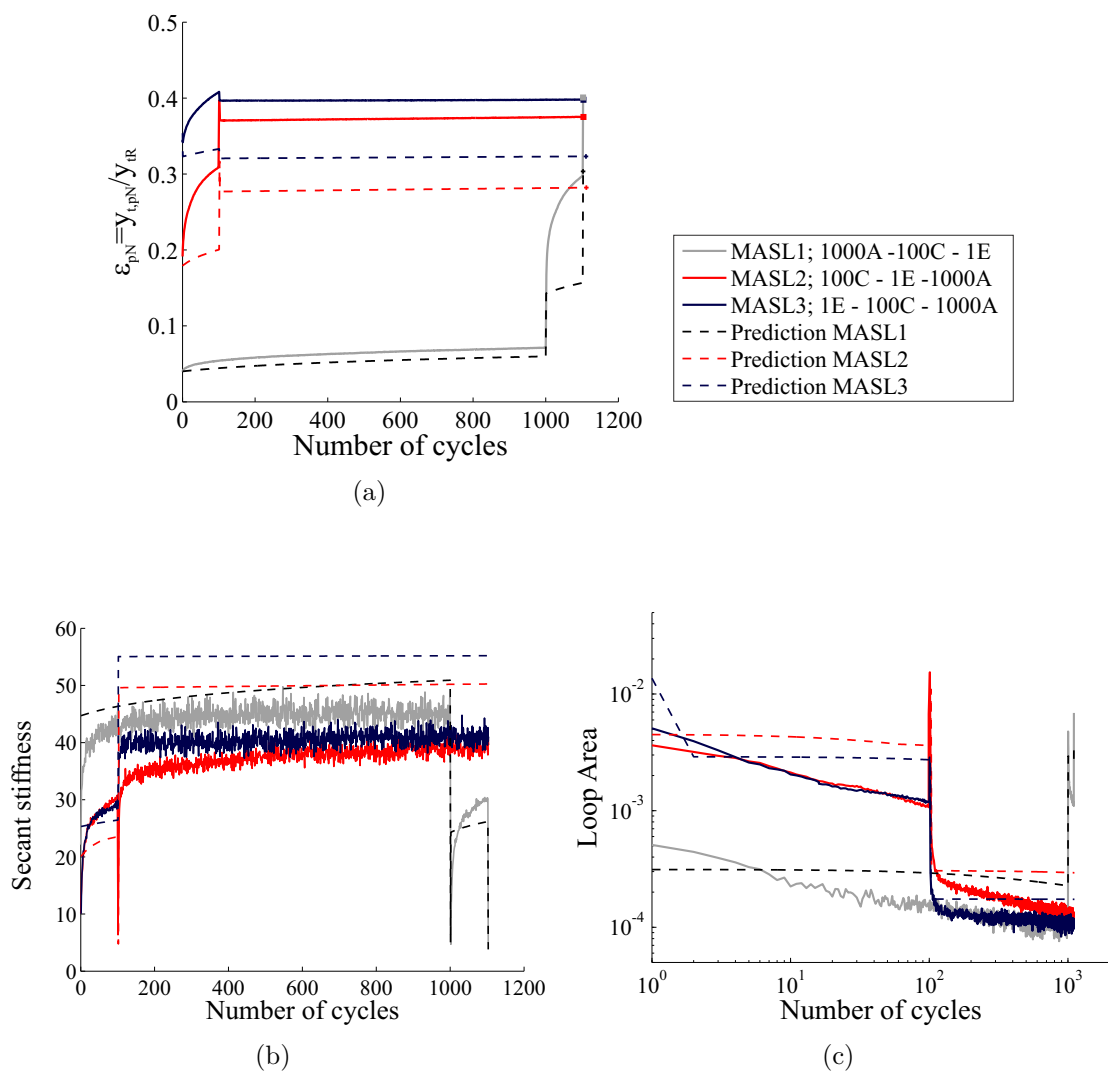 0.5
0.4
0.3
0.2
0.1
0
0 200 400 600 800 1000 1200
ε_pN=y_t,pN/y_tR
Number of cycles
MASL1; 1000A -100C - 1E
MASL2; 100C - 1E -1000A
MASL3; 1E - 100C - 1000A
Prediction MASL1
Prediction MASL2
Prediction MASL3
(a)
60
50
40
30
20
10
0
0 200 400 600 800 1000 1200
Secant stiffness
Number of cycles
(b)
10^-2
10^-3
10^-4
10^0 10^1 10^2 10^3
Loop Area
Number of cycles
(c)